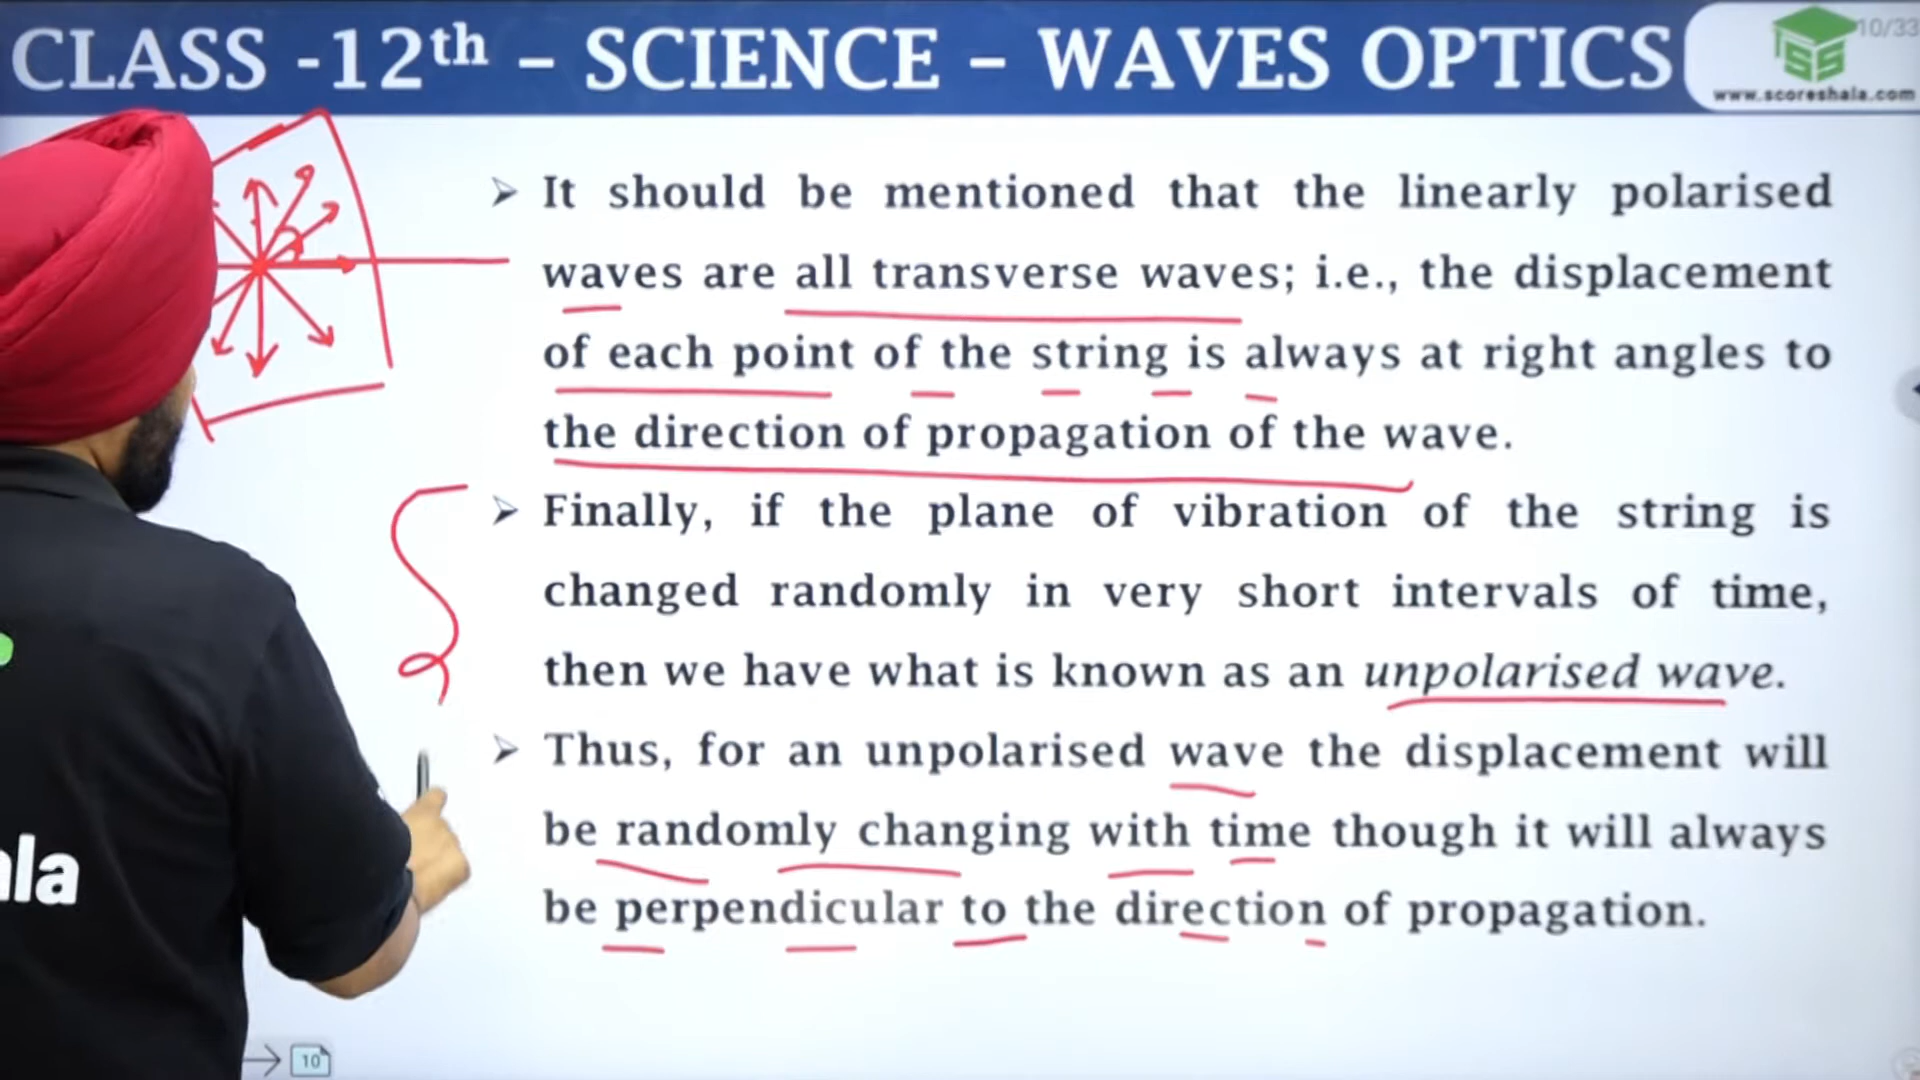 CLASS -12th – SCIENCE – WAVES OPTICS
10/33
www.scoreshala.com
➢ It should be mentioned that the linearly polarised
waves are all transverse waves; i.e., the displacement
of each point of the string is always at right angles to
the direction of propagation of the wave.
➢ Finally, if the plane of vibration of the string is
changed randomly in very short intervals of time,
then we have what is known as an unpolarised wave.
➢ Thus, for an unpolarised wave the displacement will
be randomly changing with time though it will always
be perpendicular to the direction of propagation.
ala
10